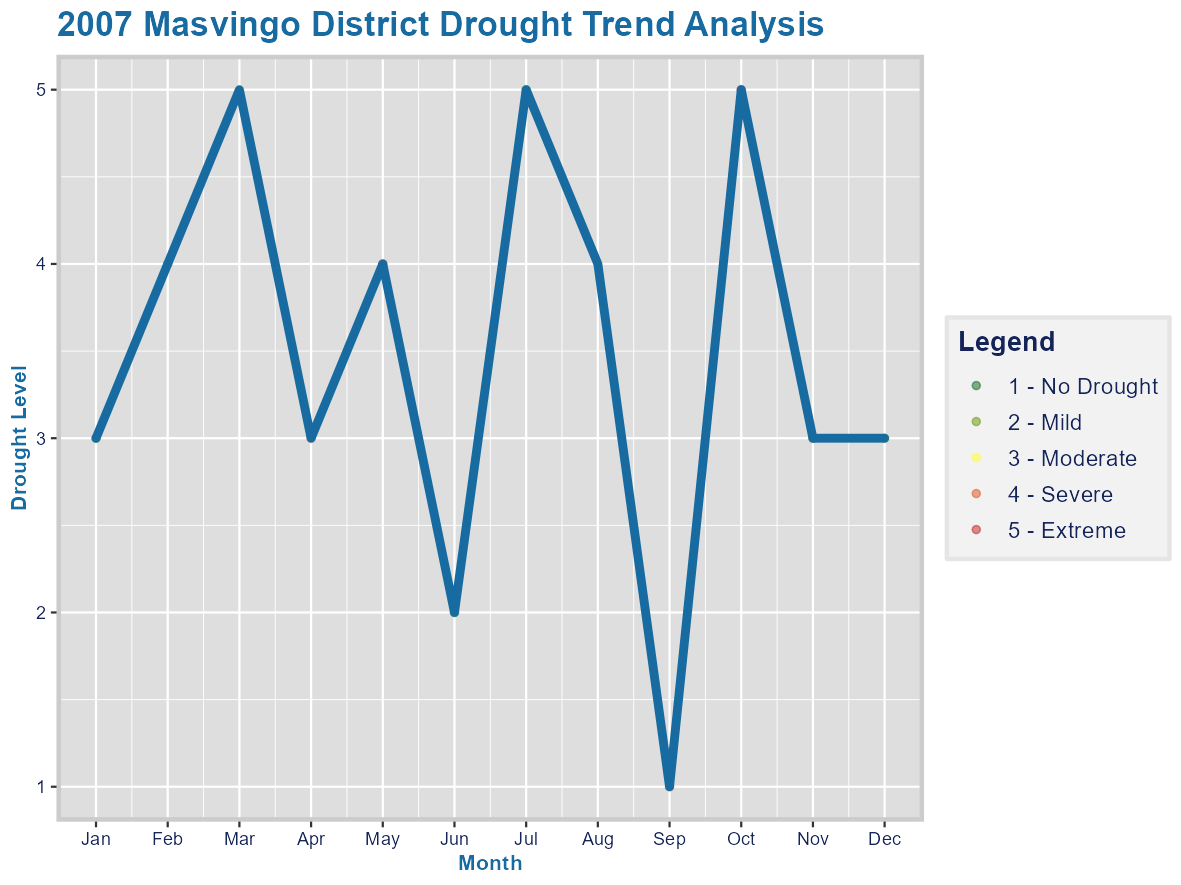 2007 Masvingo District Drought Trend Analysis
Drought Level
5
4
3
2
1
Jan Feb Mar Apr May Jun Jul Aug Sep Oct Nov Dec
Month
Legend
1 - No Drought
2 - Mild
3 - Moderate
4 - Severe
5 - Extreme